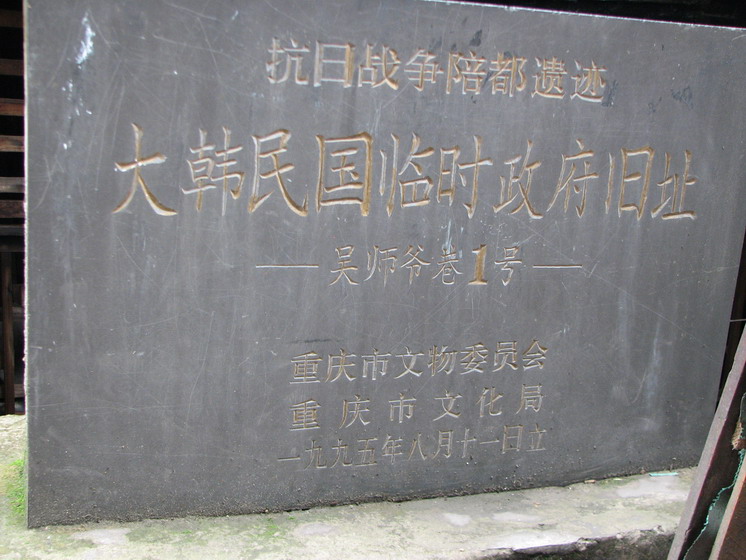 抗日战争陪都遗迹
大韩民国临时政府旧址
—吴师爷巷1号—
重庆市文物委员会
重庆市文化局
一九九五年八月十一日立